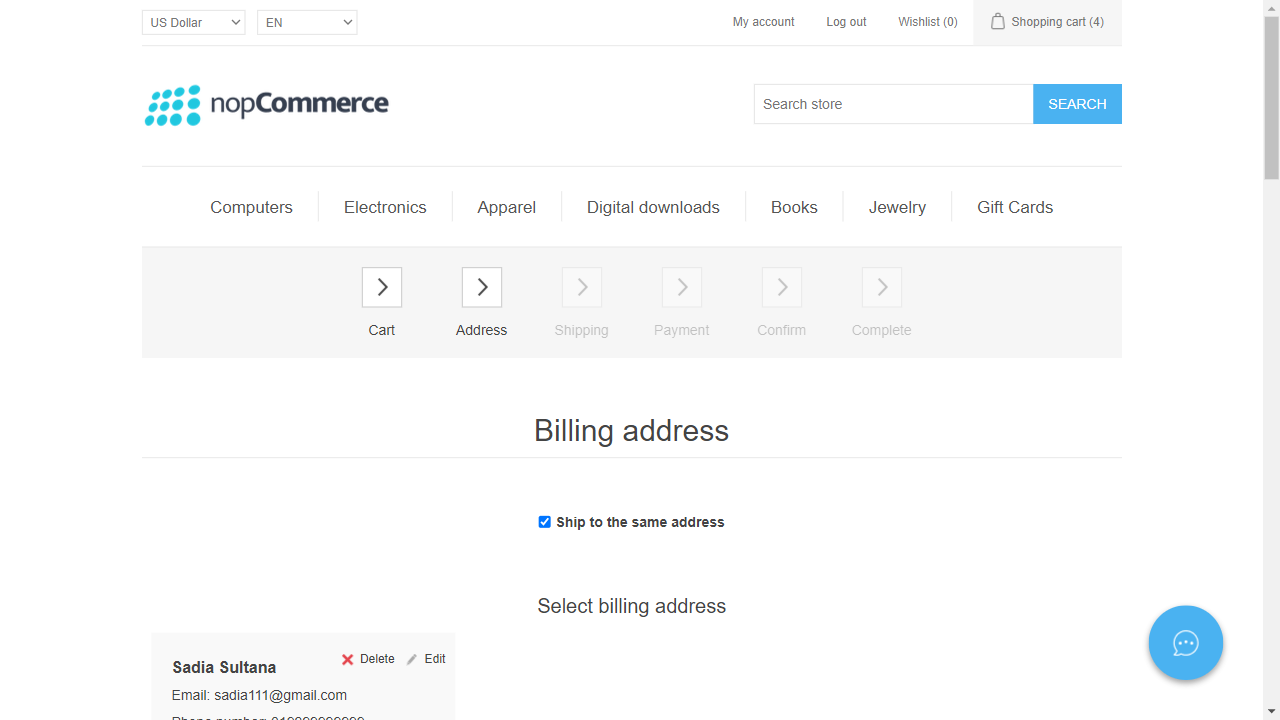 US Dollar EN My account Log out Wishlist (0) Shopping cart (4)
nopCommerce
Search store SEARCH
Computers Electronics Apparel Digital downloads Books Jewelry Gift Cards
Cart Address Shipping Payment Confirm Complete
Billing address
Ship to the same address
Select billing address
Delete Edit
Sadia Sultana
Email: sadia111@gmail.com
Phone number: